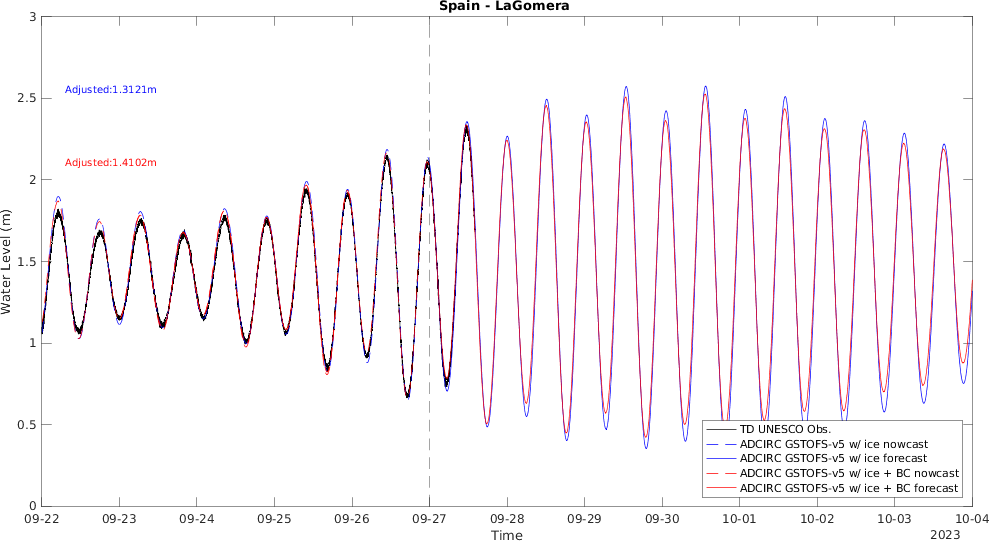 Spain - LaGomera
3
2.5
2
1.5
1
0.5
0
Water Level (m)
Adjusted:1.3121m
Adjusted:1.4102m
TD UNESCO Obs.
ADCIRC GSTOFS-v5 w/ ice nowcast
ADCIRC GSTOFS-v5 w/ ice forecast
ADCIRC GSTOFS-v5 w/ ice + BC nowcast
ADCIRC GSTOFS-v5 w/ ice + BC forecast
09-22 09-23 09-24 09-25 09-26 09-27 09-28 09-29 09-30 10-01 10-02 10-03 10-04
Time
2023